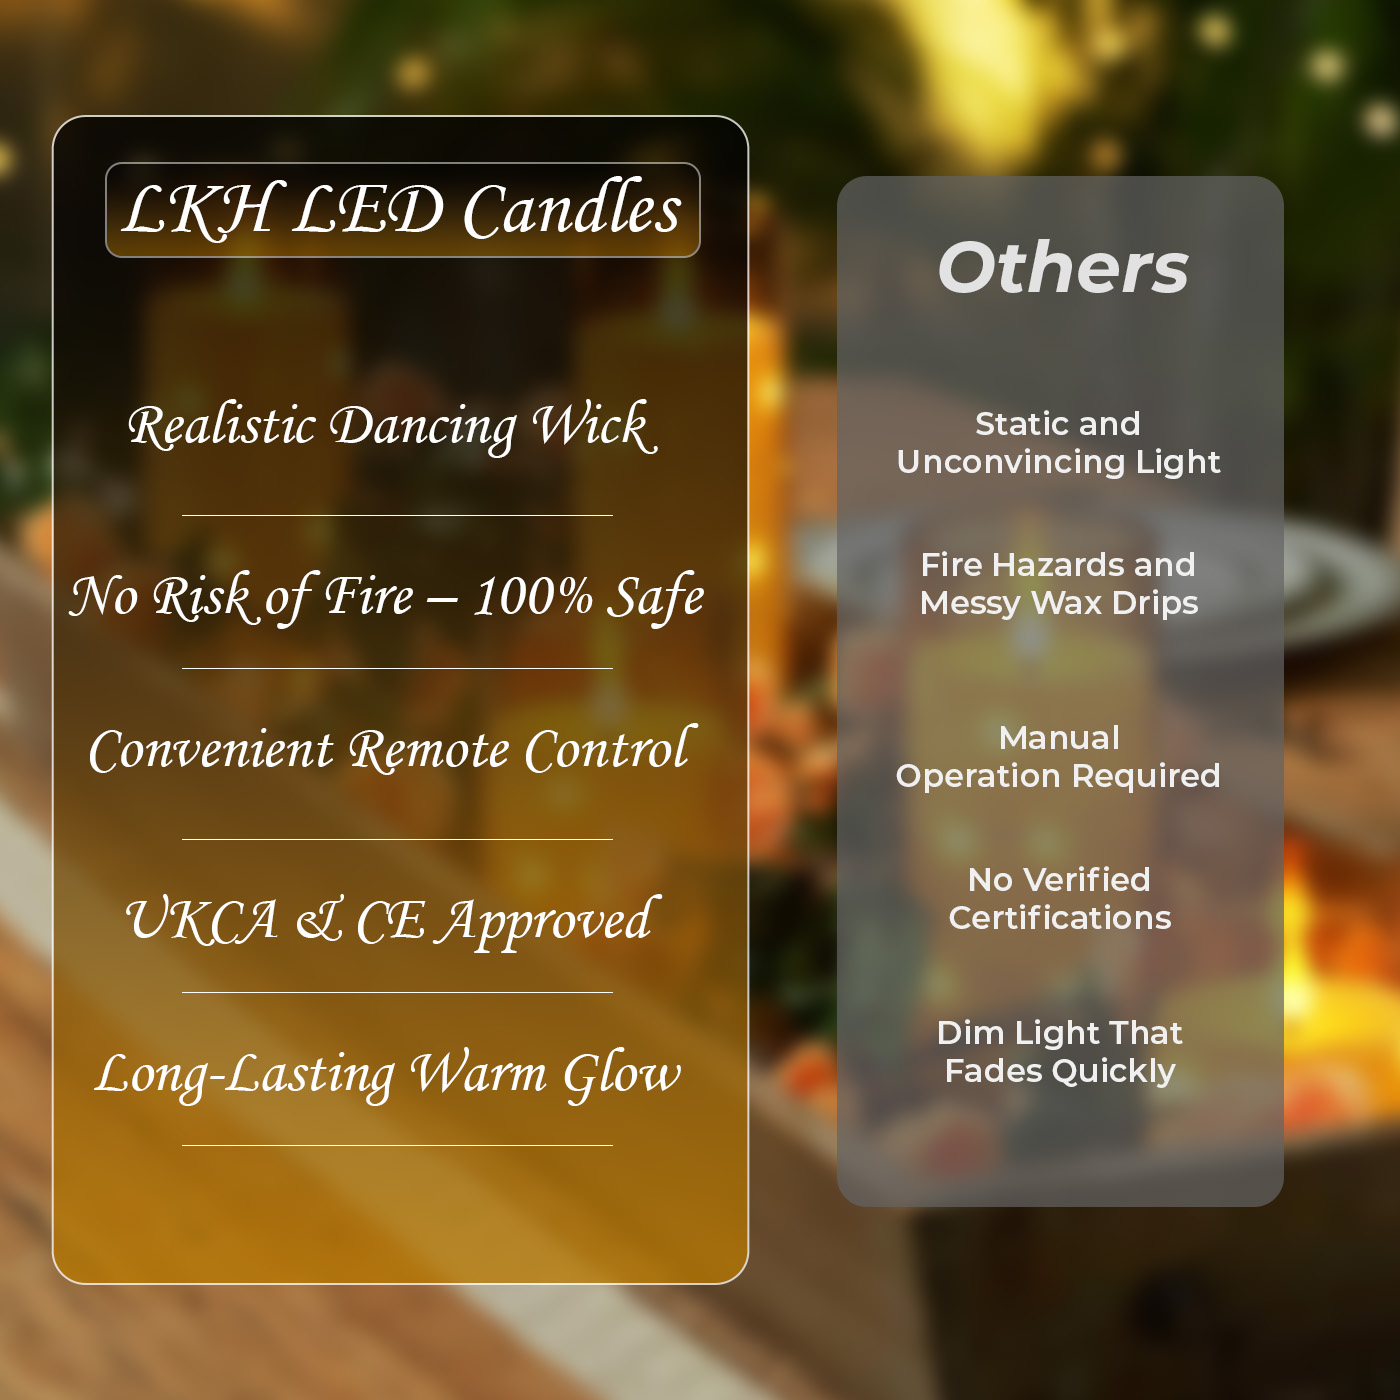 LKH LED Candles
Realistic Dancing Wick
No Risk of Fire – 100% Safe
Convenient Remote Control
UKCA & CE Approved
Long-Lasting Warm Glow
Others
Static and
Unconvincing Light
Fire Hazards and
Messy Wax Drips
Manual
Operation Required
No Verified
Certifications
Dim Light That
Fades Quickly